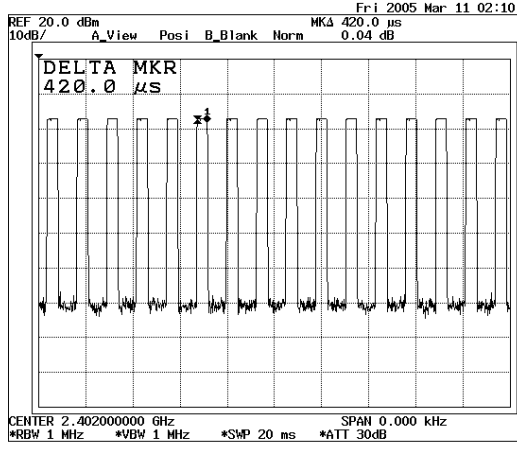 Fri 2005 Mar 11 02:10
REF 20.0 dBm MKΔ 420.0 µs
10dB/ A_View Posi B_Blank Norm 0.04 dB
DELTA MKR
420.0 µs
1
CENTER 2.402000000 GHz SPAN 0.000 kHz
*RBW 1 MHz *VBW 1 MHz *SWP 20 ms *ATT 30dB